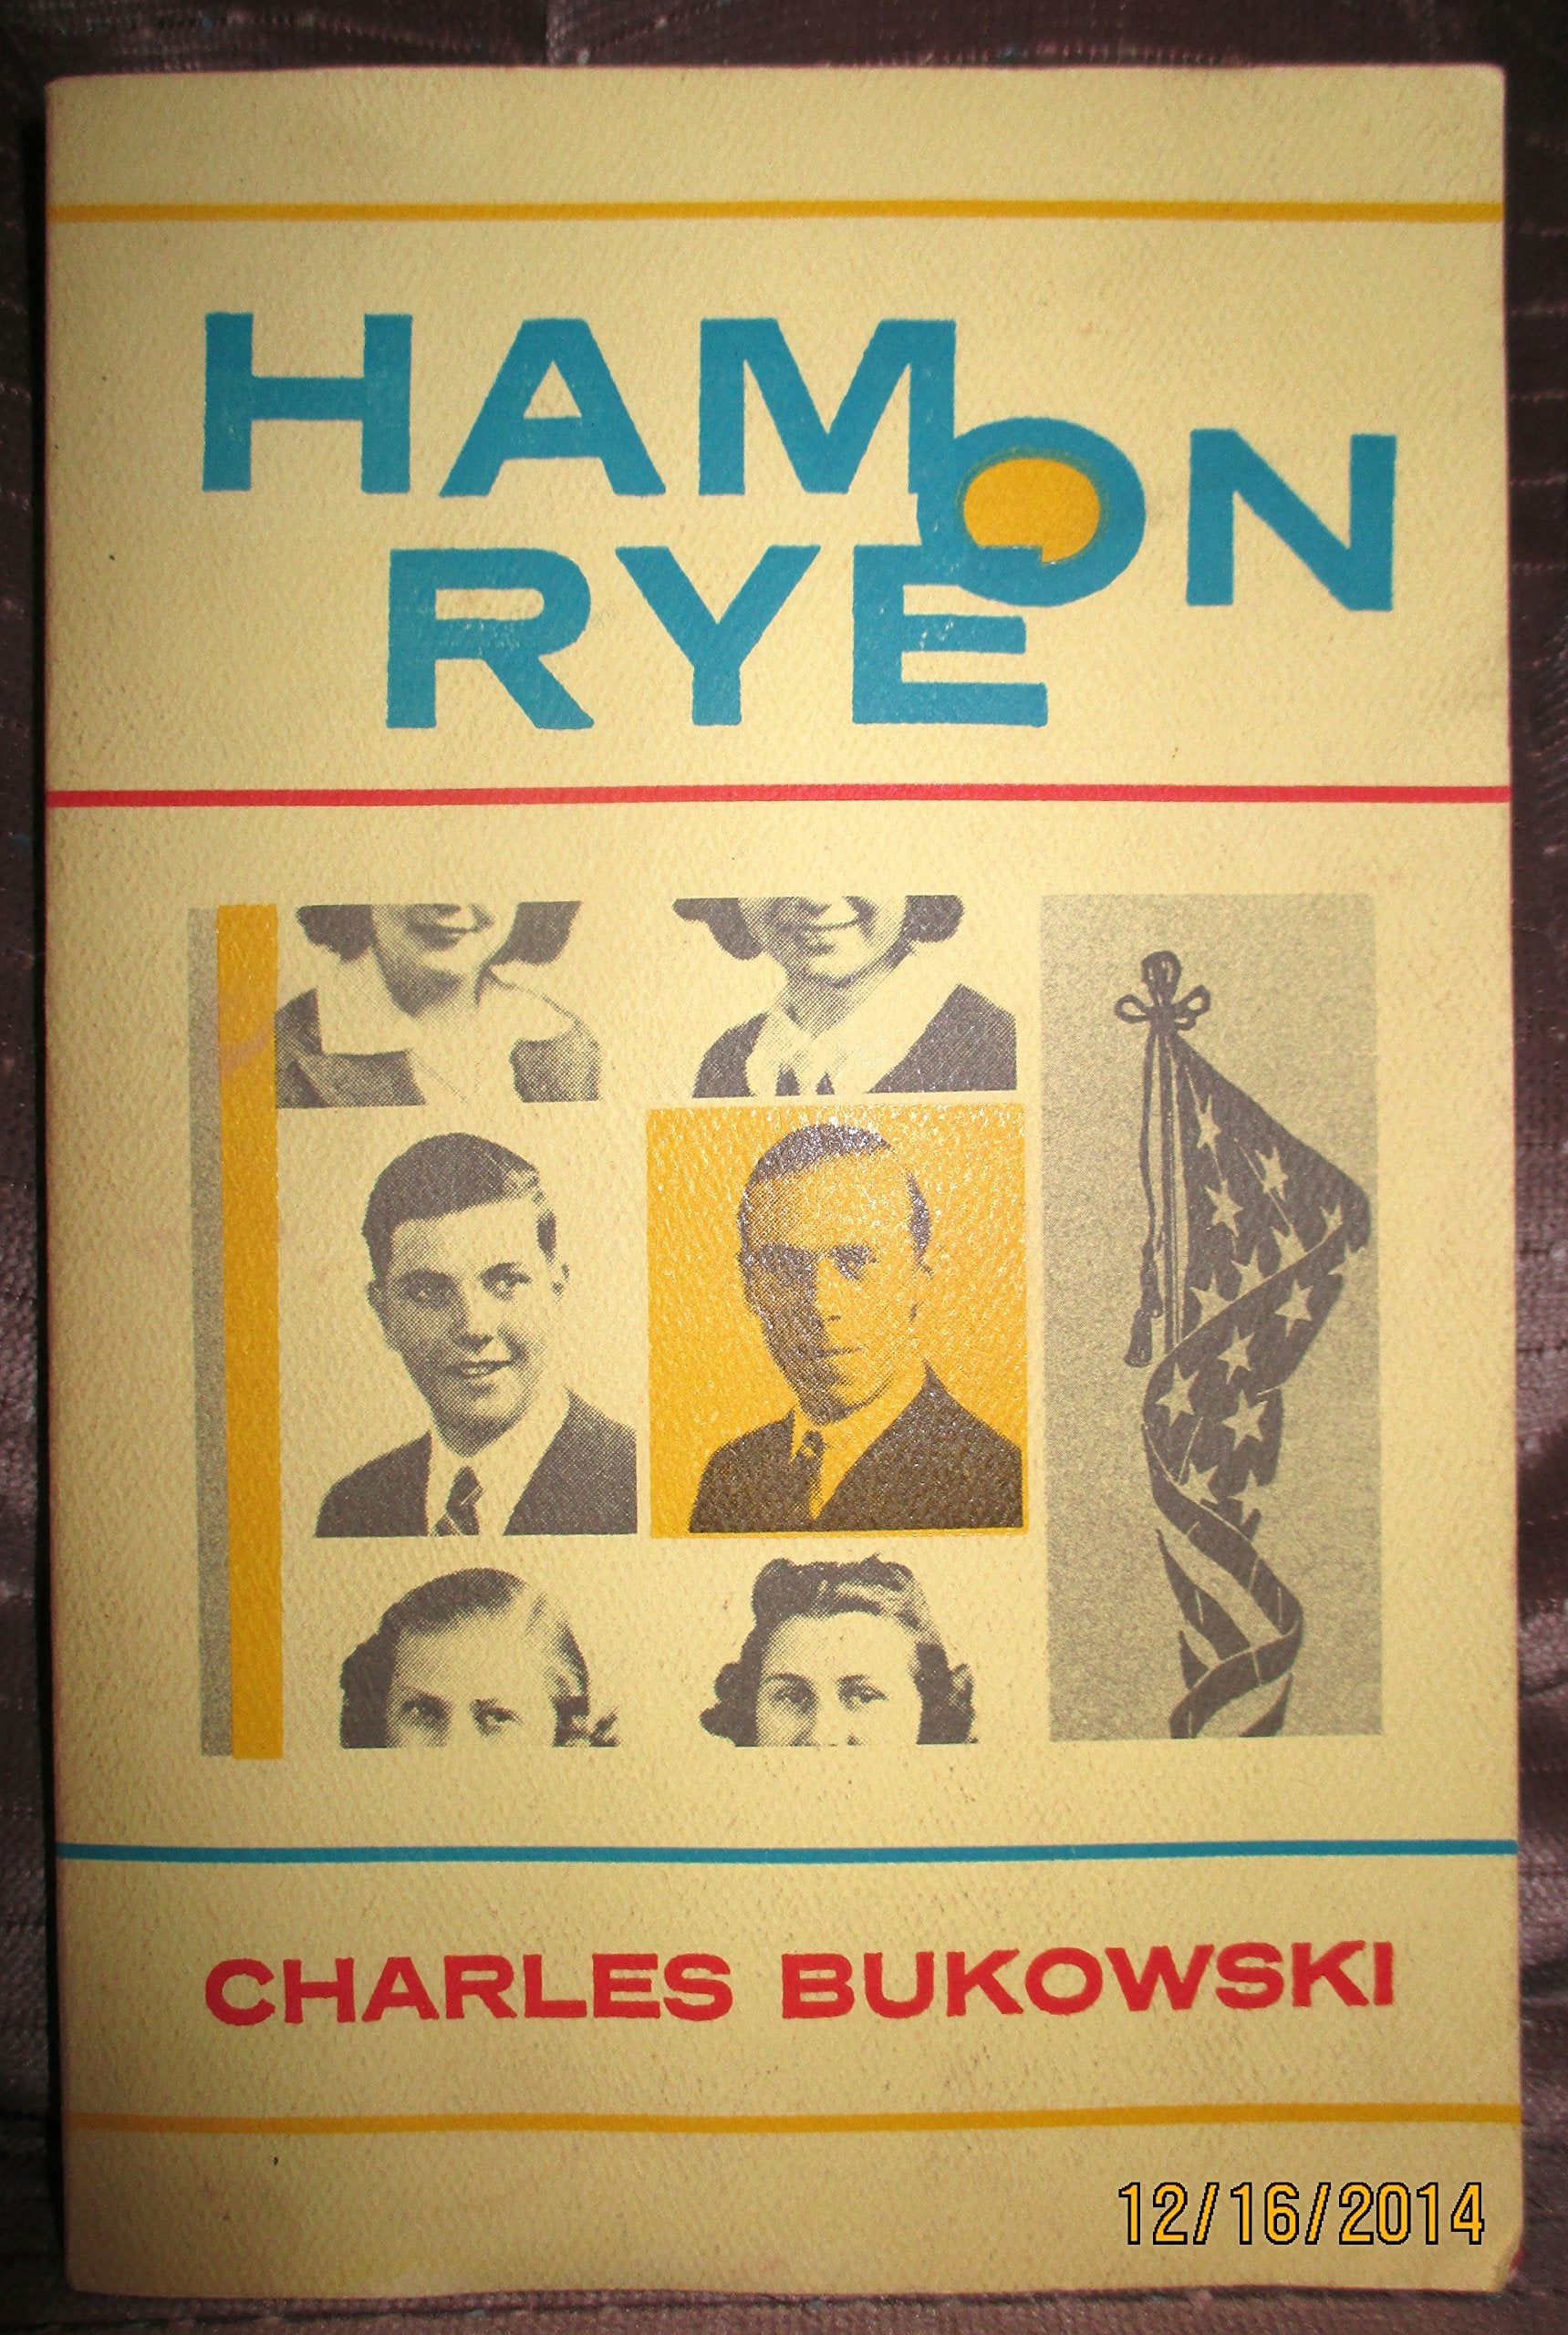 HAM ON
RYE
CHARLES BUKOWSKI
12/16/2014